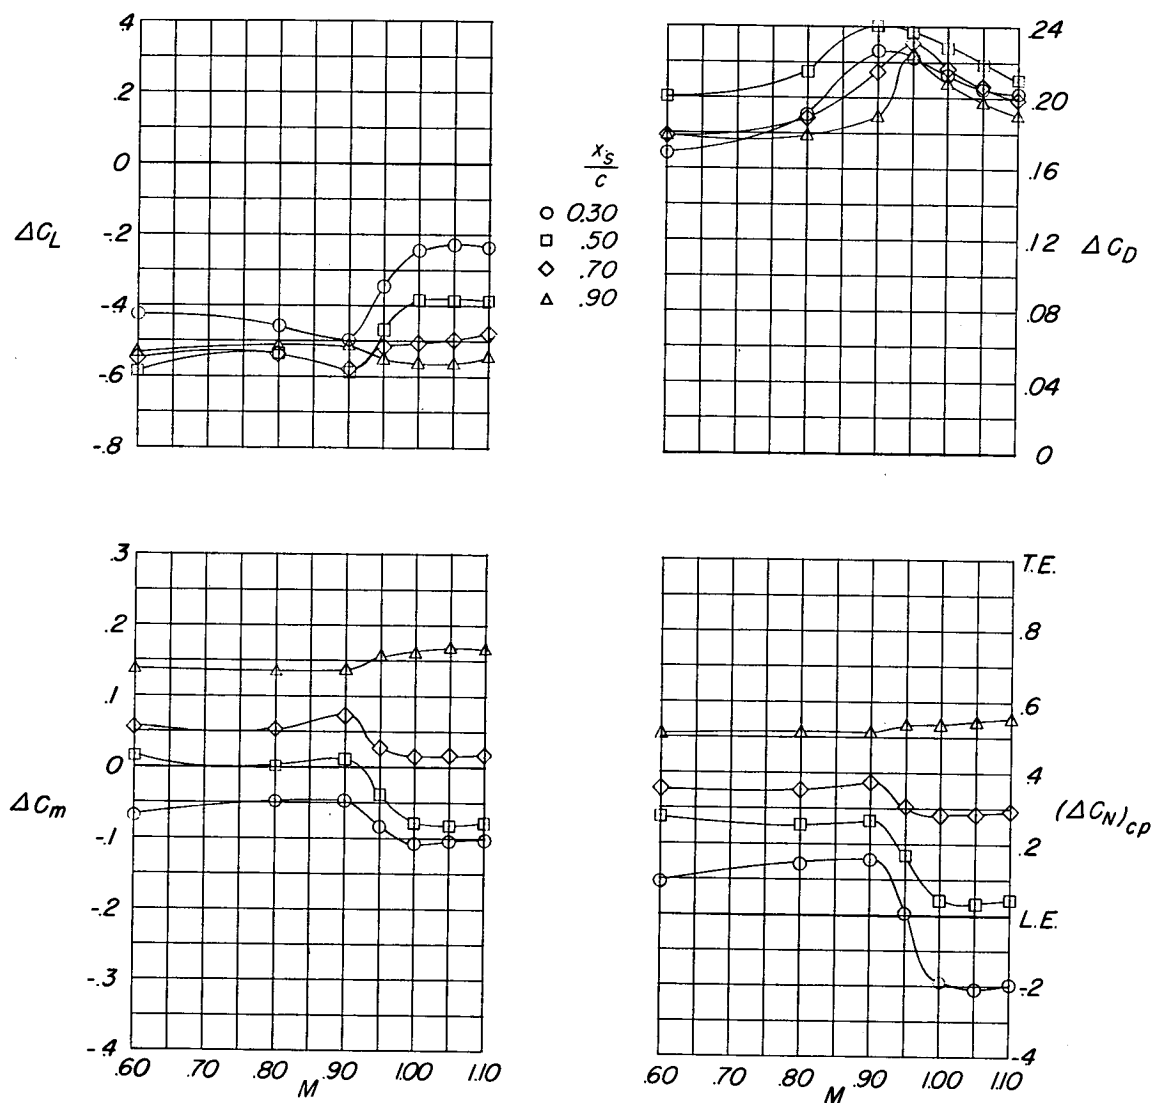 .4
.2
0
-.2
-.4
-.6
-.8
ΔC_L
x_s
c
0.30
.50
.70
.90
.24
.20
.16
.12
.08
.04
0
ΔC_D
.3
.2
.1
0
-.1
-.2
-.3
-.4
ΔC_m
.60 .70 .80 .90 1.00 1.10
M
T.E.
.8
.6
.4
.2
L.E.
-.2
-.4
(ΔC_N)_cp
.60 .70 .80 .90 1.00 1.10
M